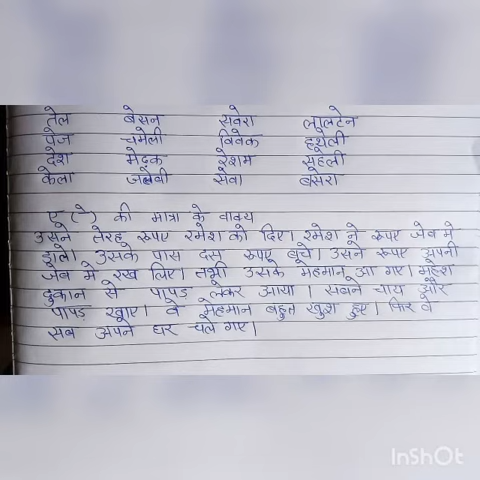 तेल बेसन सवेरा लालटेन
पेज चमेली विवेक हथेली
देश मेढ़क रेशम सहेली
केला जलेबी सेवा बसेरा
ए (े) की मात्रा के वाक्य
उसने तेरह रूपए रमेश को दिए। रमेश ने रूपए जेब मे
डाले। उसके पास दस रूपए बचे। उसने रूपए अपनी
जेब मे रख लिए। तभी उसके मेहमान आ गए। महेश
दुकान से पापड़ लेकर आया। सबने चाय और
पापड़ खाए। वे मेहमान बहुत खुश हुए। फिर वे
सब अपने घर चले गए।
InShOt